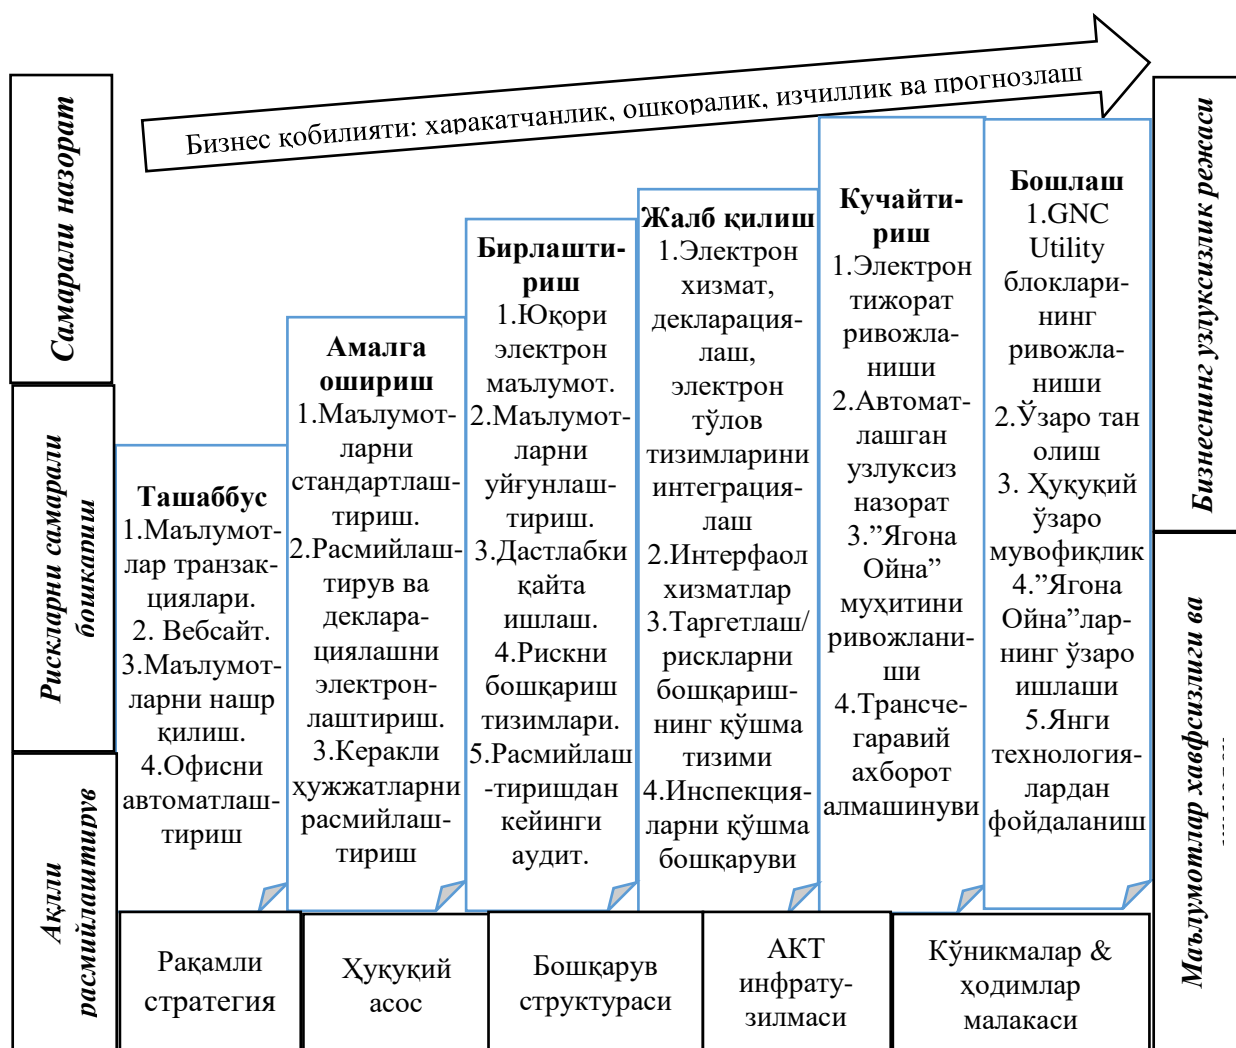 Бизнес қобилияти: харакатчанлик, ошкоралик, изчиллик ва прогнозлаш
Самарали назорат
Рискларни самарали
бошқариш
Ақлли
расмийлаштирув
Ташаббус
1.Маълумот-
лар транзак-
циялари.
2. Вебсайт.
3.Маълумот-
ларни нашр
қилиш.
4.Офисни
автоматлаш-
тириш
Амалга
ошириш
1.Маълумот-
ларни
стандартлаш-
тириш.
2.Расмийлаш-
тирув ва
деклара-
циялашни
электрон-
лаштириш.
3.Керакли
ҳужжатларни
расмийлаш-
тириш
Бирлашти-
риш
1.Юқори
электрон
маълумот.
2.Маълумот-
ларни
уйғунлаш-
тириш.
3.Дастлабки
қайта
ишлаш.
4.Рискни
бошқариш
тизимлари.
5.Расмийлаш
-тиришдан
кейинги
аудит.
Жалб қилиш
1.Электрон
хизмат,
декларация-
лаш,
электрон
тўлов
тизимларини
интеграция-
лаш
2.Интерфаол
хизматлар
3.Таргетлаш/
рискларни
бошқариш-
нинг қўшма
тизими
4.Инспекция-
ларни қўшма
бошқаруви
Кучайти-
риш
1.Электрон
тижорат
ривожла-
ниши
2.Автомат-
лашган
узлуксиз
назорат
3.”Ягона
Ойна”
муҳитини
ривожлани-
ши
4.Трансче-
гаравий
ахборот
алмашинуви
Бошлаш
1.GNC
Utility
блоклари-
нинг
ривожла-
ниши
2.Ўзаро тан
олиш
3. Ҳуқуқий
ўзаро
мувофиқлик
4.”Ягона
Ойна”лар-
нинг ўзаро
ишлаши
5.Янги
технология-
лардан
фойдаланиш
Бизнеснинг узлуксизлик режаси
Маълумотлар хавфсизлиги ва
Рақамли
стратегия
Ҳуқуқий
асос
Бошқарув
структураси
АКТ
инфрату-
зилмаси
Кўникмалар &
ҳодимлар
малакаси